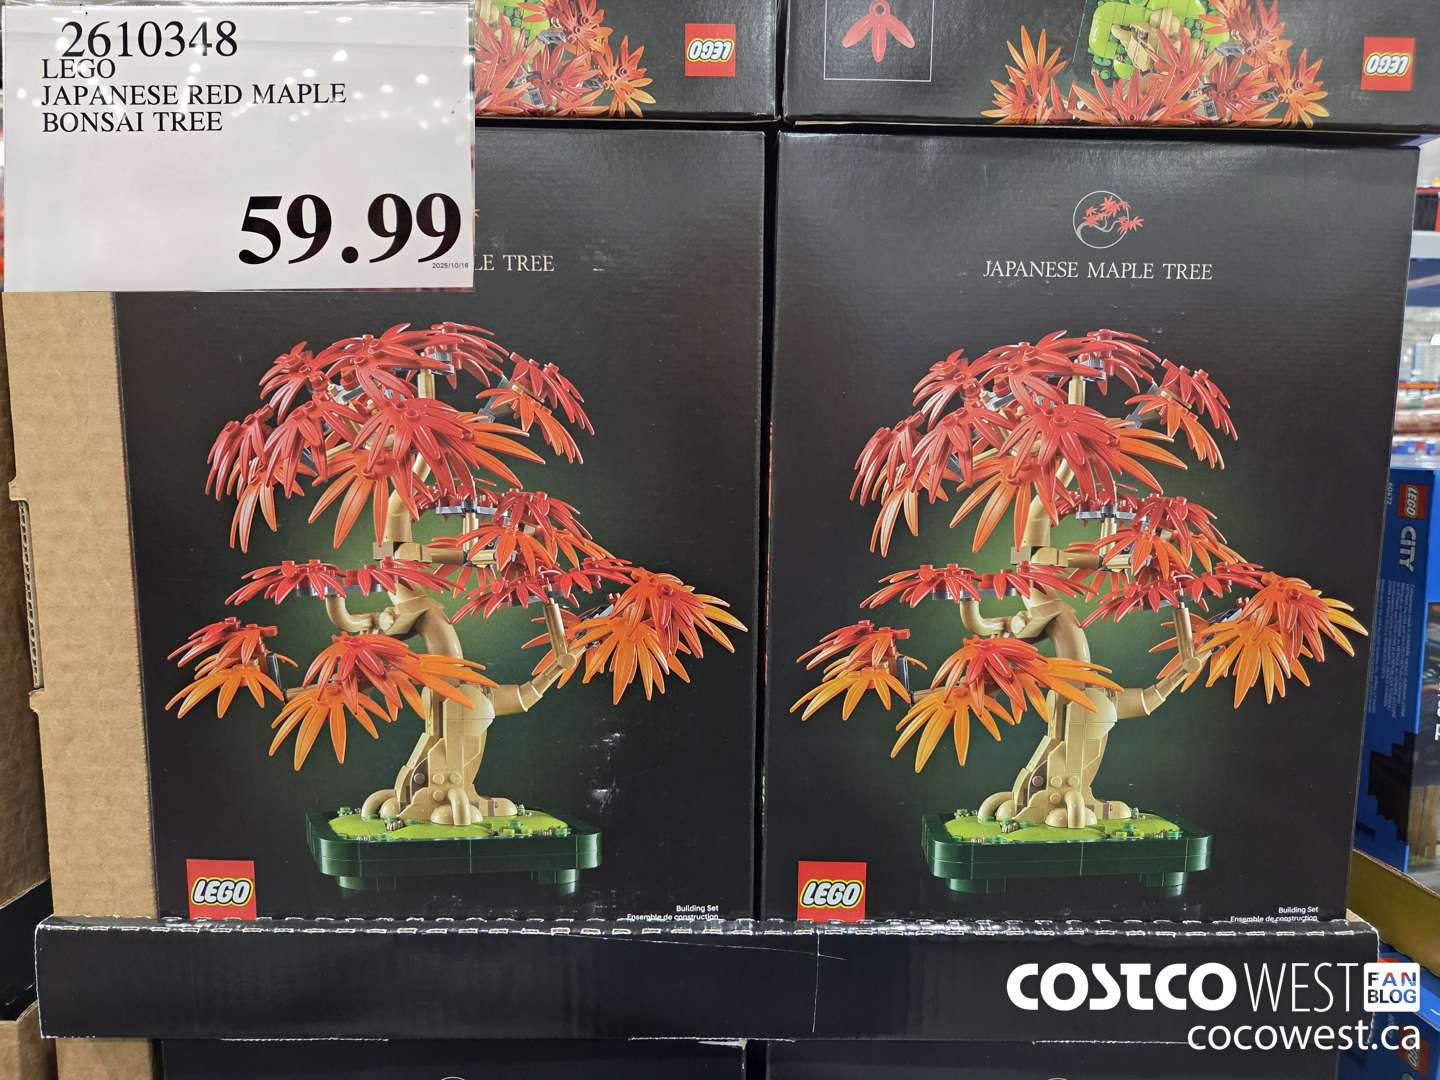 2610348
LEGO
JAPANESE RED MAPLE
BONSAI TREE
59.99
2025/10/16
LEGO
LEGO
LE TREE
JAPANESE MAPLE TREE
LEGO
CITY
60472
LEGO
Building Set
Ensemble de construction
LEGO
Building Set
Ensemble de construction
COSTCO WEST FAN BLOG
cocowest.ca